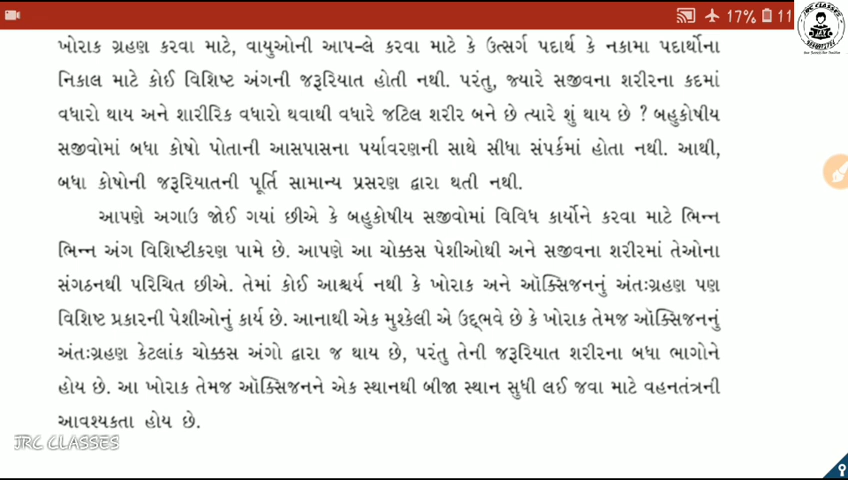 17% 11
JRC CLASSES
ખોરાક ગ્રહણ કરવા માટે, વાયુઓની આપ-લે કરવા માટે કે ઉત્સર્ગ પદાર્થ કે નકામા પદાર્થોના
નિકાલ માટે કોઈ વિશિષ્ટ અંગની જરૂરિયાત હોતી નથી. પરંતુ, જ્યારે સજીવના શરીરના કદમાં
વધારો થાય અને શારીરિક વધારો થવાથી વધારે જટિલ શરીર બને છે ત્યારે શું થાય છે ? બહુકોષીય
સજીવોમાં બધા કોષો પોતાની આસપાસના પર્યાવરણની સાથે સીધા સંપર્કમાં હોતા નથી. આથી,
બધા કોષોની જરૂરિયાતની પૂર્તિ સામાન્ય પ્રસરણ દ્વારા થતી નથી.
આપણે અગાઉ જોઈ ગયાં છીએ કે બહુકોષીય સજીવોમાં વિવિધ કાર્યોને કરવા માટે ભિન્ન
ભિન્ન અંગ વિશિષ્ટીકરણ પામે છે. આપણે આ ચોક્કસ પેશીઓથી અને સજીવના શરીરમાં તેઓના
સંગઠનથી પરિચિત છીએ. તેમાં કોઈ આશ્ચર્ય નથી કે ખોરાક અને ઑક્સિજનનું અંતઃગ્રહણ પણ
વિશિષ્ટ પ્રકારની પેશીઓનું કાર્ય છે. આનાથી એક મુશ્કેલી એ ઉદ્ભવે છે કે ખોરાક તેમજ ઑક્સિજનનું
અંતઃગ્રહણ કેટલાંક ચોક્કસ અંગો દ્વારા જ થાય છે, પરંતુ તેની જરૂરિયાત શરીરના બધા ભાગોને
હોય છે. આ ખોરાક તેમજ ઑક્સિજનને એક સ્થાનથી બીજા સ્થાન સુધી લઈ જવા માટે વહનતંત્રની
આવશ્યકતા હોય છે.
JRC CLASSES